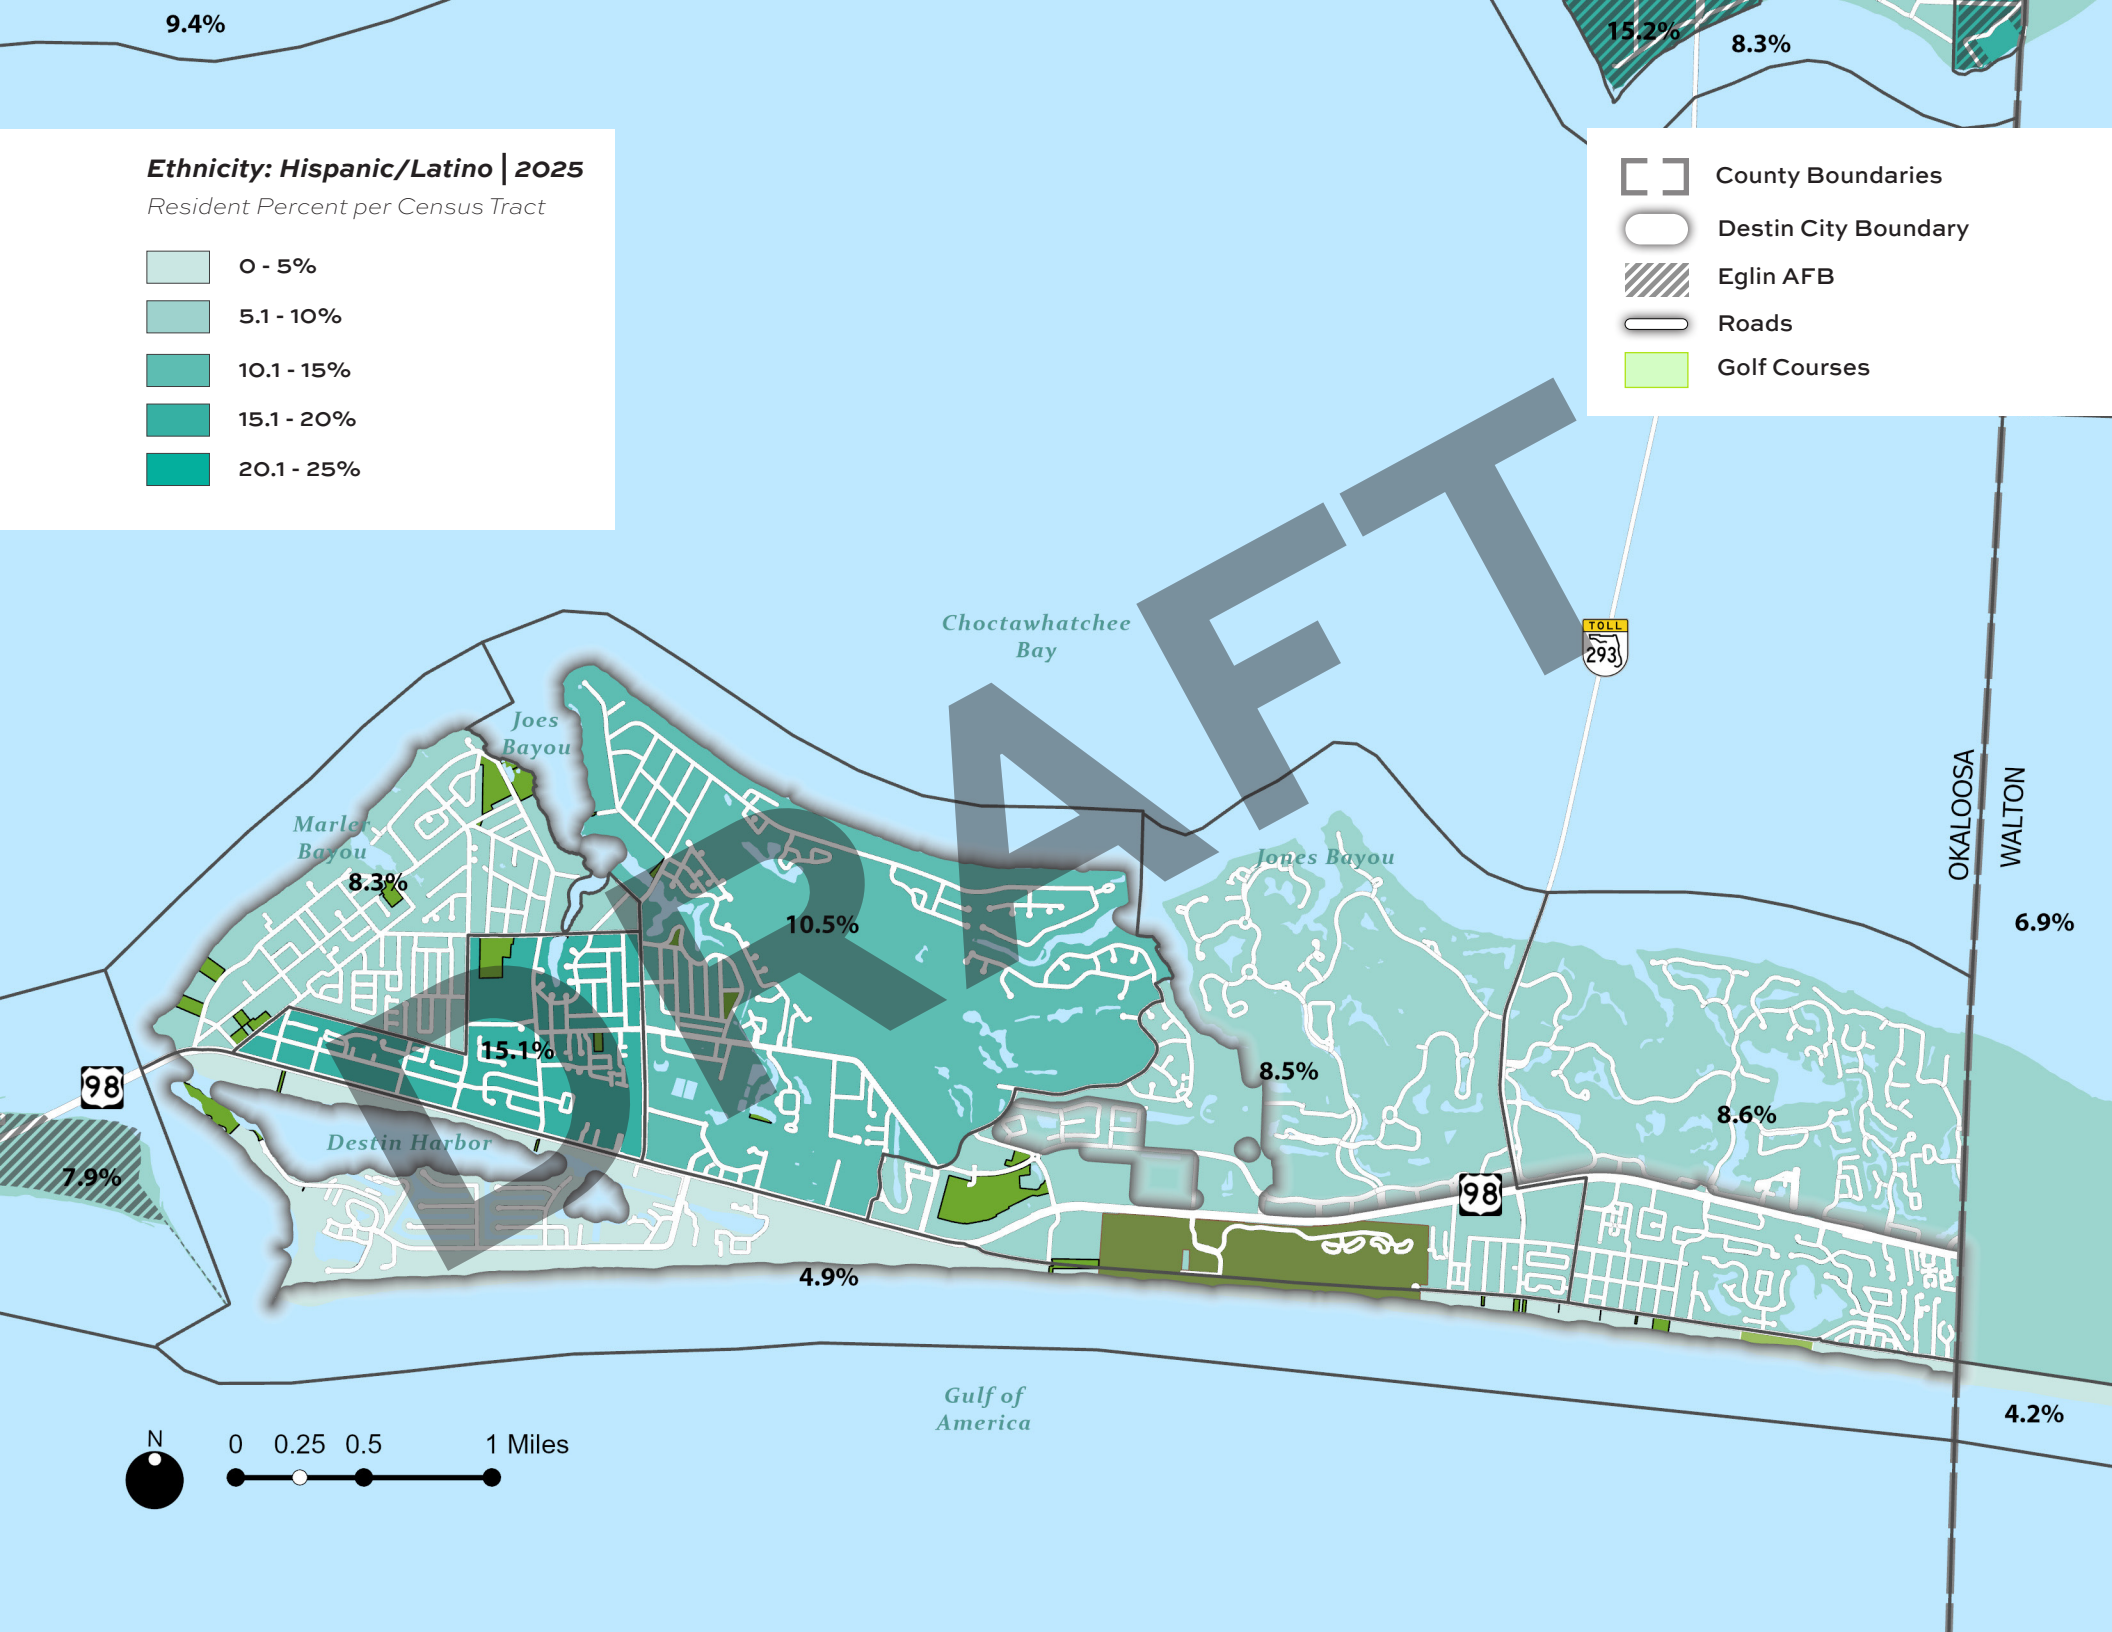 9.4%
15.2%
8.3%
Ethnicity: Hispanic/Latino | 2025
Resident Percent per Census Tract
0 - 5%
5.1 - 10%
10.1 - 15%
15.1 - 20%
20.1 - 25%
County Boundaries
Destin City Boundary
Eglin AFB
Roads
Golf Courses
DRAFT
Choctawhatchee
Bay
TOLL
293
Joes
Bayou
Marler
Bayou
8.3%
Jones Bayou
10.5%
OKALOOSA
WALTON
6.9%
15.1%
8.5%
98
8.6%
Destin Harbor
7.9%
98
4.9%
Gulf of
America
4.2%
N
0 0.25 0.5 1 Miles